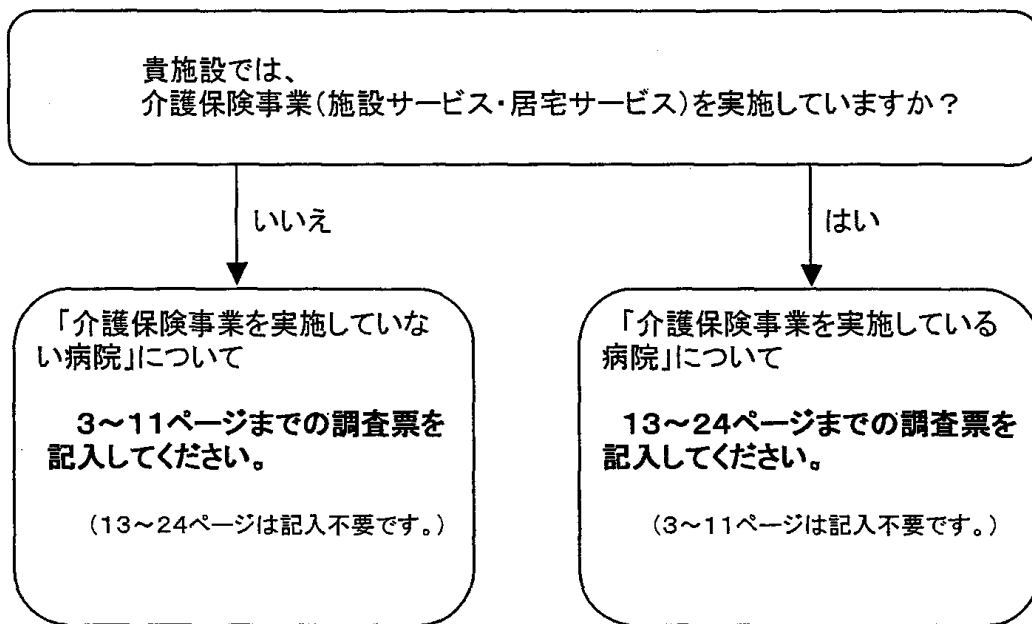 貴施設では、
介護保険事業(施設サービス・居宅サービス)を実施していますか?
いいえ
はい
「介護保険事業を実施していな
い病院」について
3~11ページまでの調査票を
記入してください。
(13~24ページは記入不要です。)
「介護保険事業を実施している
病院」について
13~24ページまでの調査票を
記入してください。
(3~11ページは記入不要です。)